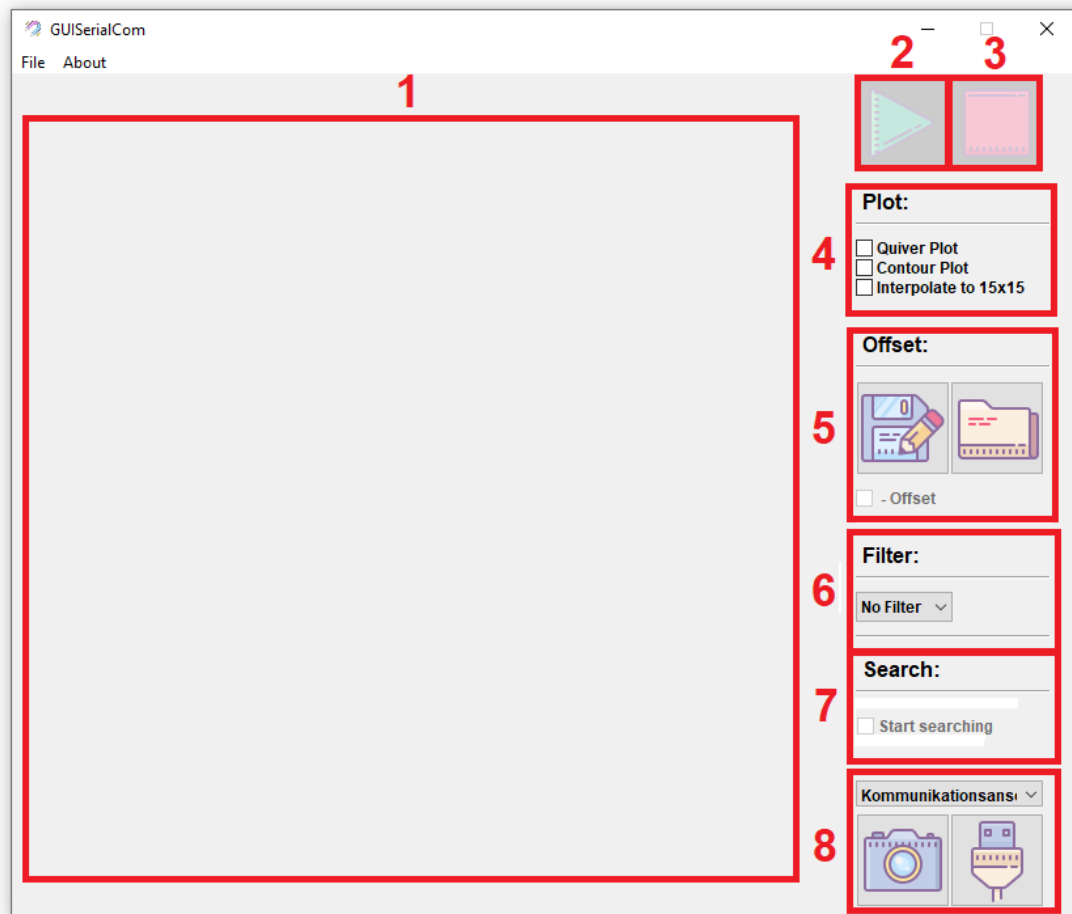 GUISerialCom
File About
1
2
3
Plot:
4
Quiver Plot
Contour Plot
Interpolate to 15x15
Offset:
5
- Offset
Filter:
6
No Filter
Search:
7
Start searching
Kommunikationsans
8